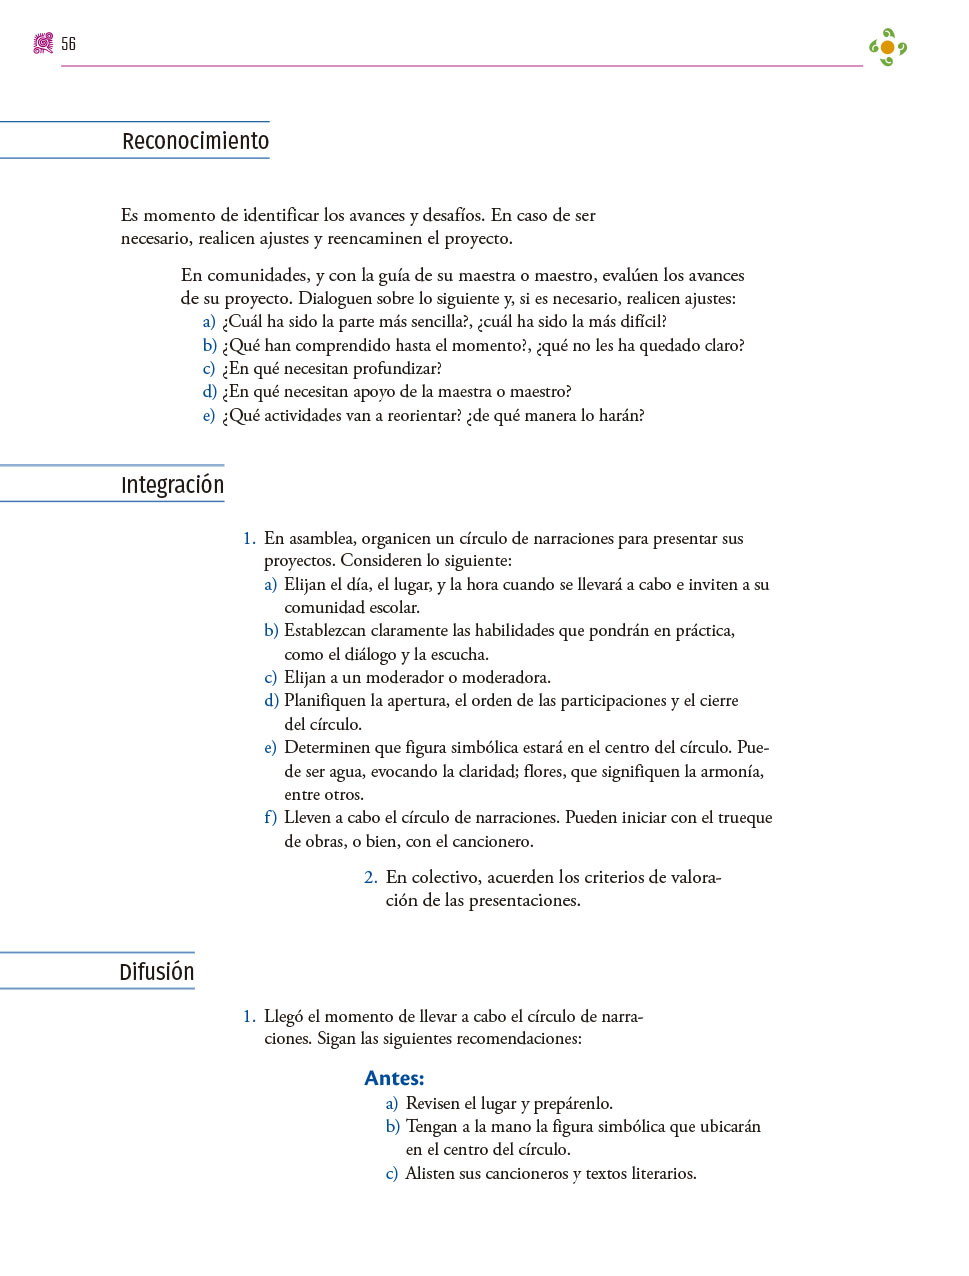 56
Reconocimiento
Es momento de identificar los avances y desafíos. En caso de ser
necesario, realicen ajustes y reencaminen el proyecto.
En comunidades, y con la guía de su maestra o maestro, evalúen los avances
de su proyecto. Dialoguen sobre lo siguiente y, si es necesario, realicen ajustes:
a) ¿Cuál ha sido la parte más sencilla?, ¿cuál ha sido la más difícil?
b) ¿Qué han comprendido hasta el momento?, ¿qué no les ha quedado claro?
c) ¿En qué necesitan profundizar?
d) ¿En qué necesitan apoyo de la maestra o maestro?
e) ¿Qué actividades van a reorientar? ¿de qué manera lo harán?
Integración
1. En asamblea, organicen un círculo de narraciones para presentar sus
proyectos. Consideren lo siguiente:
a) Elijan el día, el lugar, y la hora cuando se llevará a cabo e inviten a su
comunidad escolar.
b) Establezcan claramente las habilidades que pondrán en práctica,
como el diálogo y la escucha.
c) Elijan a un moderador o moderadora.
d) Planifiquen la apertura, el orden de las participaciones y el cierre
del círculo.
e) Determinen que figura simbólica estará en el centro del círculo. Pue-
de ser agua, evocando la claridad; flores, que signifiquen la armonía,
entre otros.
f) Lleven a cabo el círculo de narraciones. Pueden iniciar con el trueque
de obras, o bien, con el cancionero.
2. En colectivo, acuerden los criterios de valora-
ción de las presentaciones.
Difusión
1. Llegó el momento de llevar a cabo el círculo de narra-
ciones. Sigan las siguientes recomendaciones:
Antes:
a) Revisen el lugar y prepárenlo.
b) Tengan a la mano la figura simbólica que ubicarán
en el centro del círculo.
c) Alisten sus cancioneros y textos literarios.